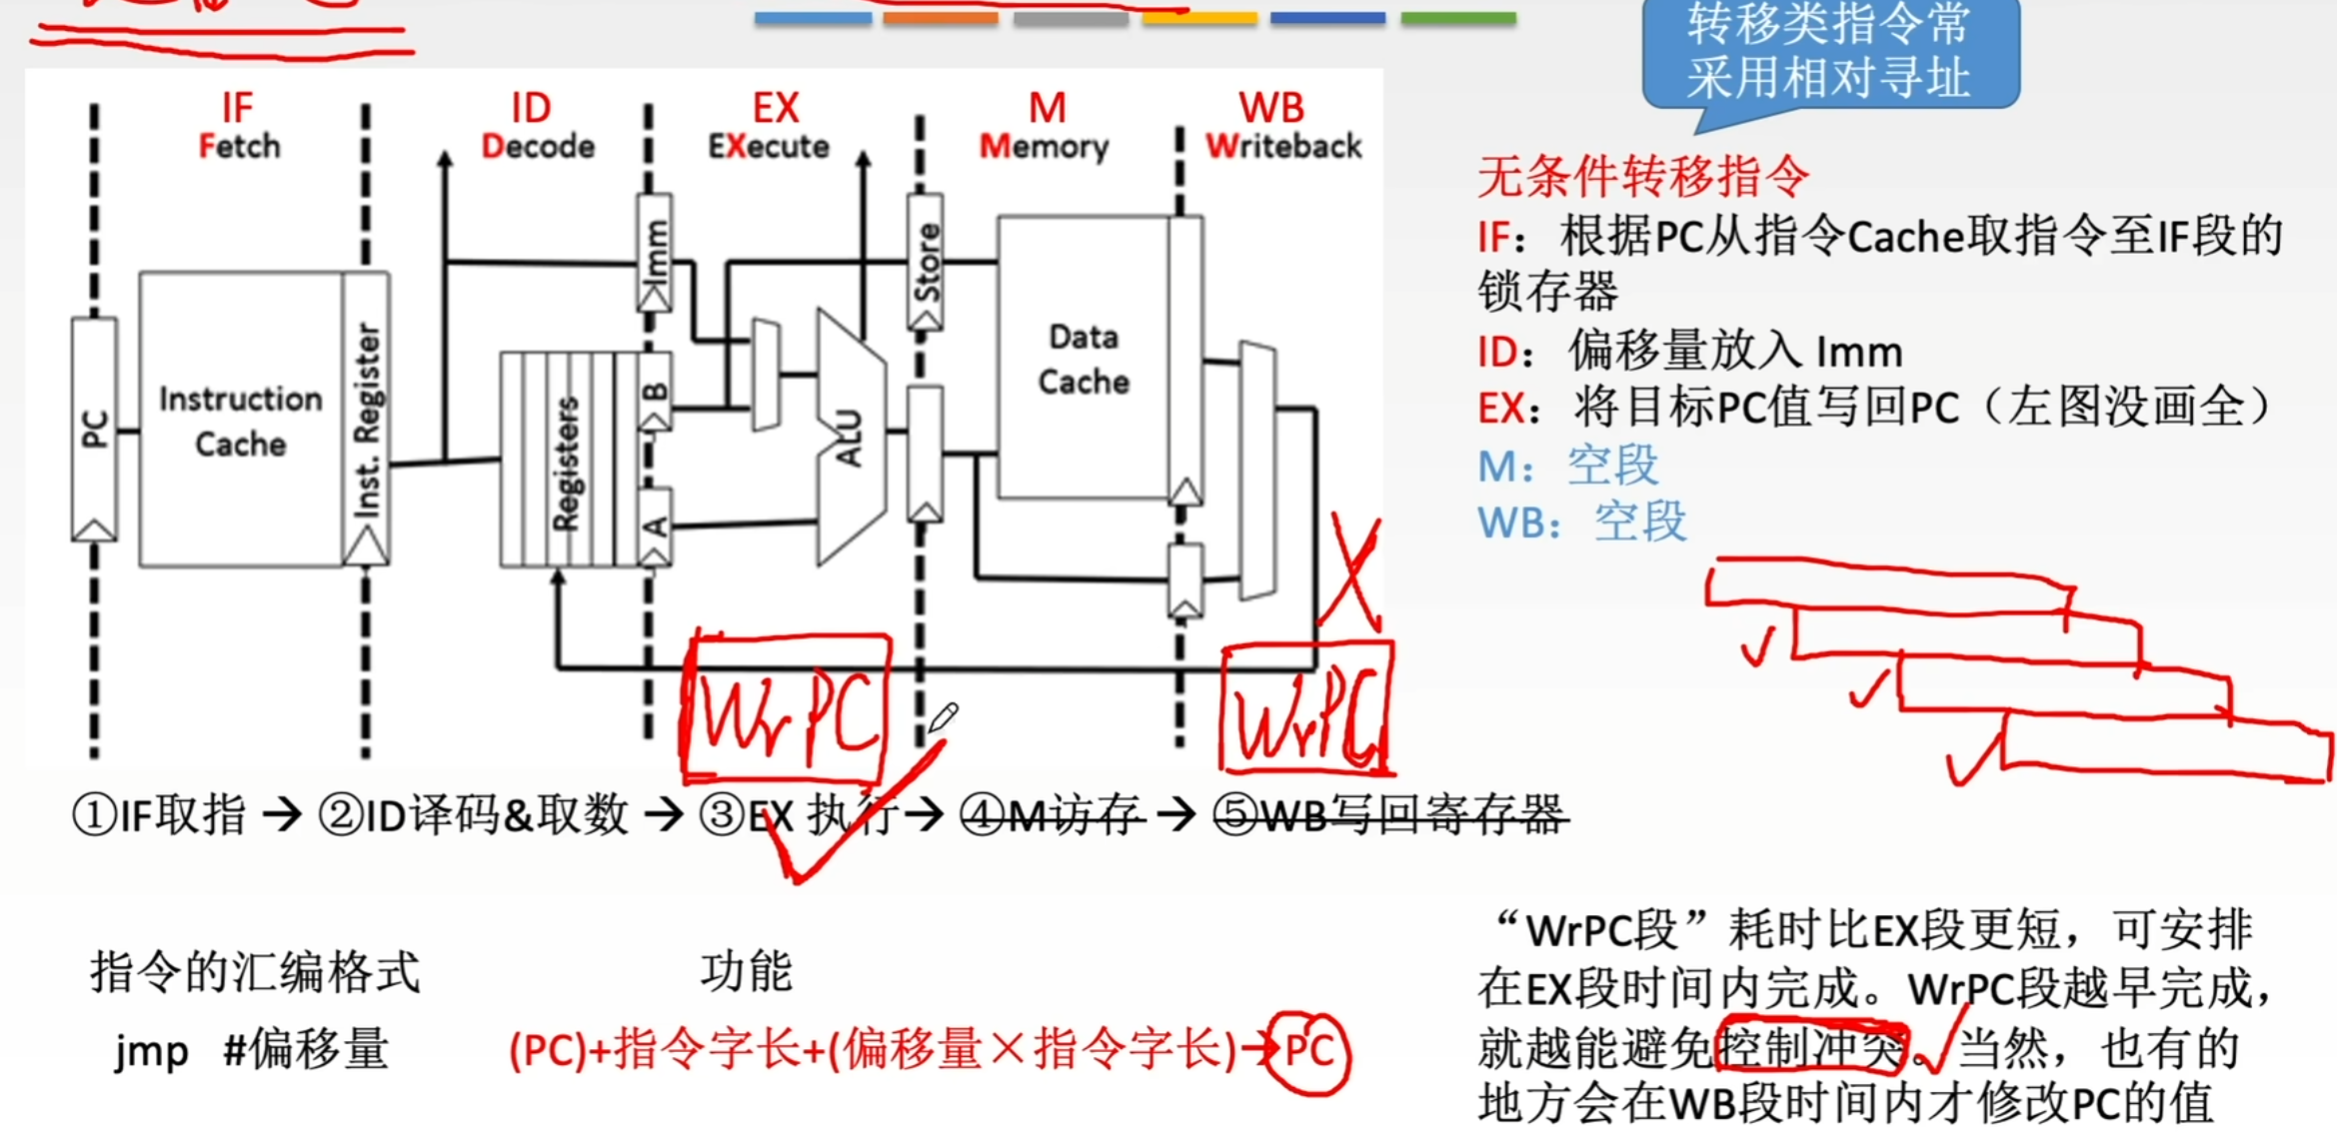 转移类指令常
采用相对寻址
IF
ID
EX
M
WB
Fetch
Decode
EXecute
Memory
Writeback
PC
Instruction
Cache
Inst. Register
Registers
Imm
B
A
ALU
Store
Data
Cache
WrPC
WrPC
①IF取指 → ②ID译码&取数 → ③EX 执行→ ④M访存 → ⑤WB写回寄存器
指令的汇编格式
功能
jmp #偏移量
(PC)+指令字长+(偏移量×指令字长)→PC
无条件转移指令
IF：根据PC从指令Cache取指令至IF段的
锁存器
ID：偏移量放入 Imm
EX：将目标PC值写回PC（左图没画全）
M：空段
WB：空段
“WrPC段”耗时比EX段更短，可安排
在EX段时间内完成。WrPC段越早完成，
就越能避免控制冲突。当然，也有的
地方会在WB段时间内才修改PC的值